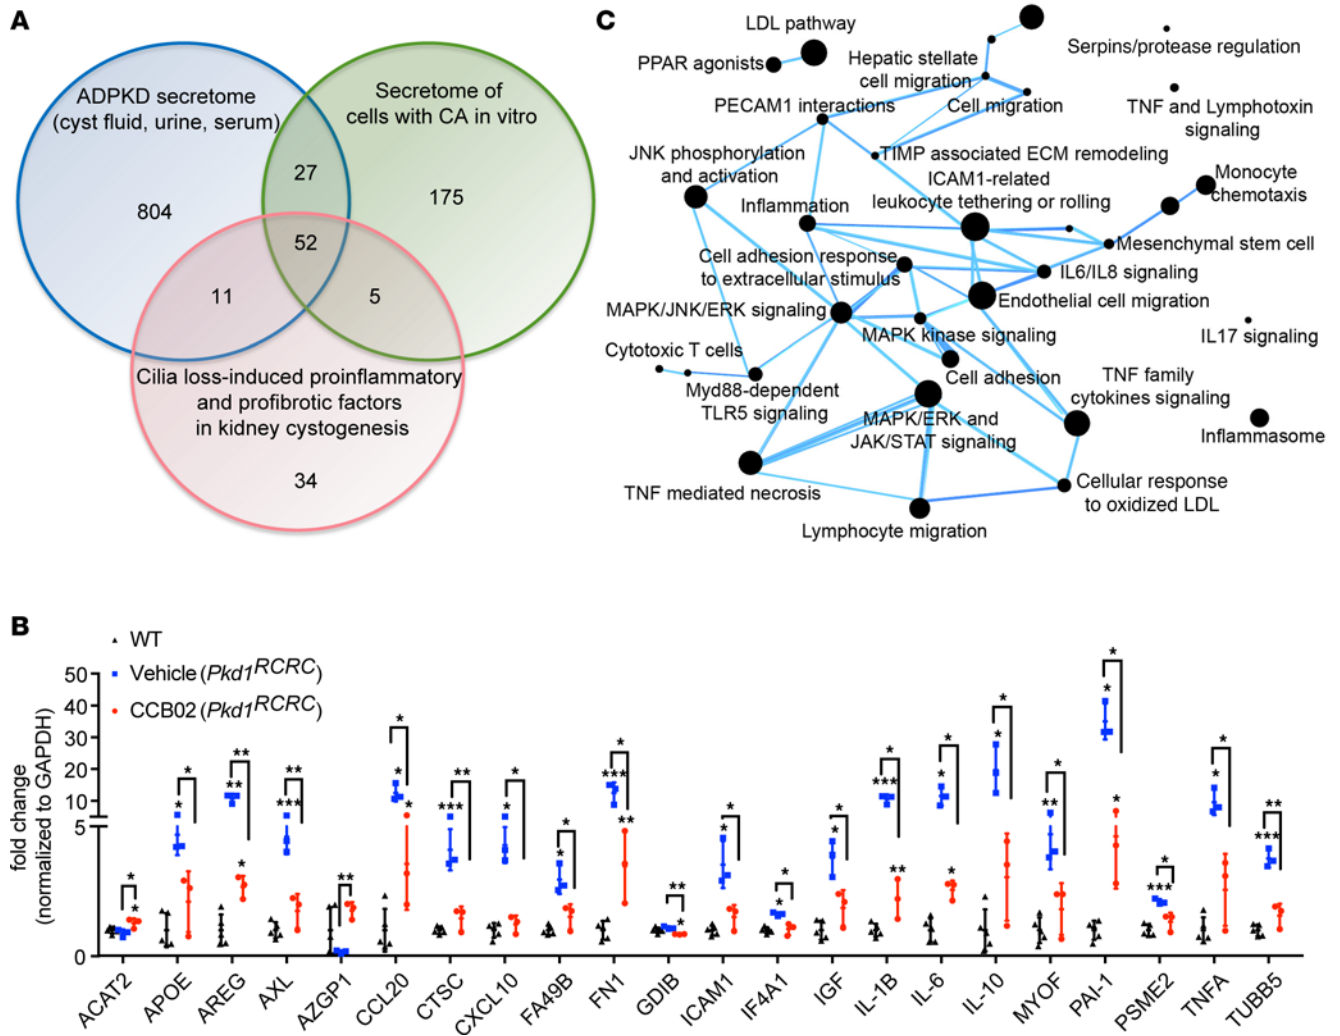 A
ADPKD secretome
(cyst fluid, urine, serum)
Secretome of
cells with CA in vitro
27
804
175
52
11
5
Cilia loss-induced proinflammatory
and profibrotic factors
in kidney cystogenesis
34
C
LDL pathway
PPAR agonists
Hepatic stellate
cell migration
Serpins/protease regulation
PECAM1 interactions
Cell migration
TNF and Lymphotoxin
signaling
JNK phosphorylation
and activation
TIMP associated ECM remodeling
ICAM1-related
leukocyte tethering or rolling
Monocyte
chemotaxis
Inflammation
Mesenchymal stem cell
Cell adhesion response
to extracellular stimulus
IL6/IL8 signaling
MAPK/JNK/ERK signaling
Endothelial cell migration
MAPK kinase signaling
IL17 signaling
Cytotoxic T cells
Cell adhesion
Myd88-dependent
TLR5 signaling
TNF family
cytokines signaling
MAPK/ERK and
JAK/STAT signaling
Inflammasome
TNF mediated necrosis
Cellular response
to oxidized LDL
Lymphocyte migration
B
WT
Vehicle (Pkd1RCRC)
CCB02 (Pkd1RCRC)
fold change
(normalized to GAPDH)
50
40
30
20
10
5
0
* *
* *
** ** *
** ***
**
* * *
** ***
* *
* *
* *** **
** *
* *
* *
* *
* *** **
* * *
* *
* **
* * *
* ***
* *
** ***
ACAT2 APOE AREG AXL AZGP1 CCL20 CTSC CXCL10 FA49B FN1 GDIB ICAM1 IF4A1 IGF IL-1B IL-6 IL-10 MYOF PAI-1 PSME2 TNFA TUBB5